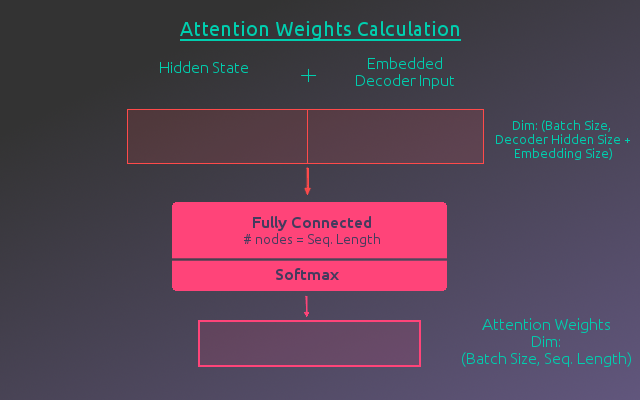 Attention Weights Calculation
Hidden State
+
Embedded
Decoder Input
Dim: (Batch Size,
Decoder Hidden Size +
Embedding Size)
Fully Connected
# nodes = Seq. Length
Softmax
Attention Weights
Dim:
(Batch Size, Seq. Length)